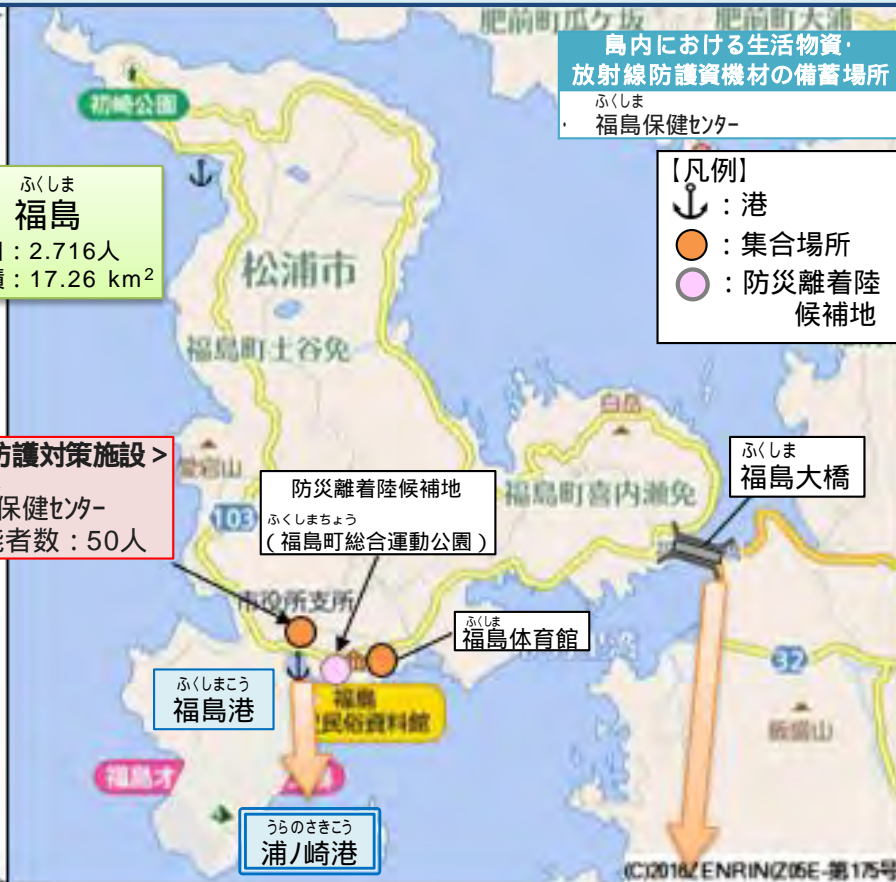 肥前町瓜ケ坂
肥前町大浦
島内における生活物資・
放射線防護資機材の備蓄場所
ふくしま
・ 福島保健センター
【凡例】
：港
：集合場所
：防災離着陸
候補地
初崎公園
ふくしま
福島
：2.716人
：17.26 km²
松浦市
福島町土谷免
白岳
防護対策施設＞
保健センター
者数：50人
103
防災離着陸候補地
ふくしまちょう
（福島町総合運動公園）
福島町喜内瀬免
ふくしま
福島大橋
市役所支所
ふくしま
福島体育館
32
ふくしまこう
福島港
福島
民俗資料館
飯盛山
福島オ
うらのさきこう
浦ノ崎港
(C)2016ZENRIN(Z05E-第175号